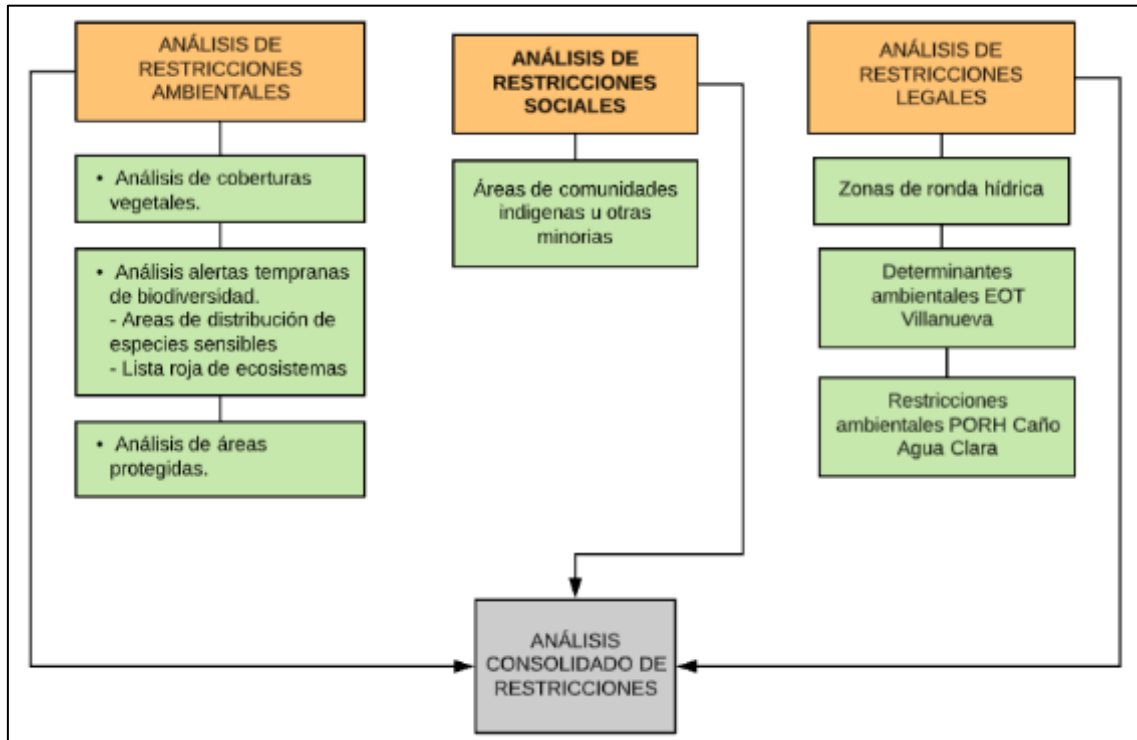 ANÁLISIS DE
RESTRICCIONES
AMBIENTALES
• Análisis de coberturas
vegetales.
• Análisis alertas tempranas
de biodiversidad.
- Areas de distribución de
especies sensibles
- Lista roja de ecosistemas
• Análisis de áreas
protegidas.
ANÁLISIS DE
RESTRICCIONES
SOCIALES
Áreas de comunidades
indigenas u otras
minorias
ANÁLISIS DE
RESTRICCIONES
LEGALES
Zonas de ronda hídrica
Determinantes
ambientales EOT
Villanueva
Restricciones
ambientales PORH Caño
Agua Clara
ANÁLISIS
CONSOLIDADO DE
RESTRICCIONES